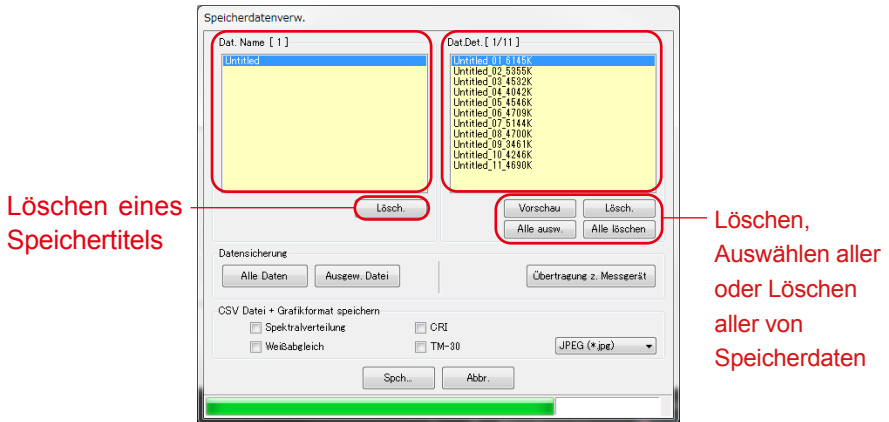 Speicherdatenverw.
Dat. Name [ 1 ]
Untitled
Dat.Det. [ 1/11 ]
Untitled_01_6145K
Untitled_02_5355K
Untitled_03_4532K
Untitled_04_4042K
Untitled_05_4546K
Untitled_06_4709K
Untitled_07_5144K
Untitled_08_4700K
Untitled_09_3461K
Untitled_10_4246K
Untitled_11_4690K
Löschen eines
Speichertitels
Lösch.
Vorschau Lösch.
Alle ausw. Alle löschen
Löschen,
Auswählen aller
oder Löschen
aller von
Speicherdaten
Datensicherung
Alle Daten Ausgew. Datei Übertragung z. Messgerät
CSV Datei + Grafikformat speichern
Spektralverteilung CRI
Weißabgleich TM-30 JPEG (*.jpg)
Spch... Abbr.